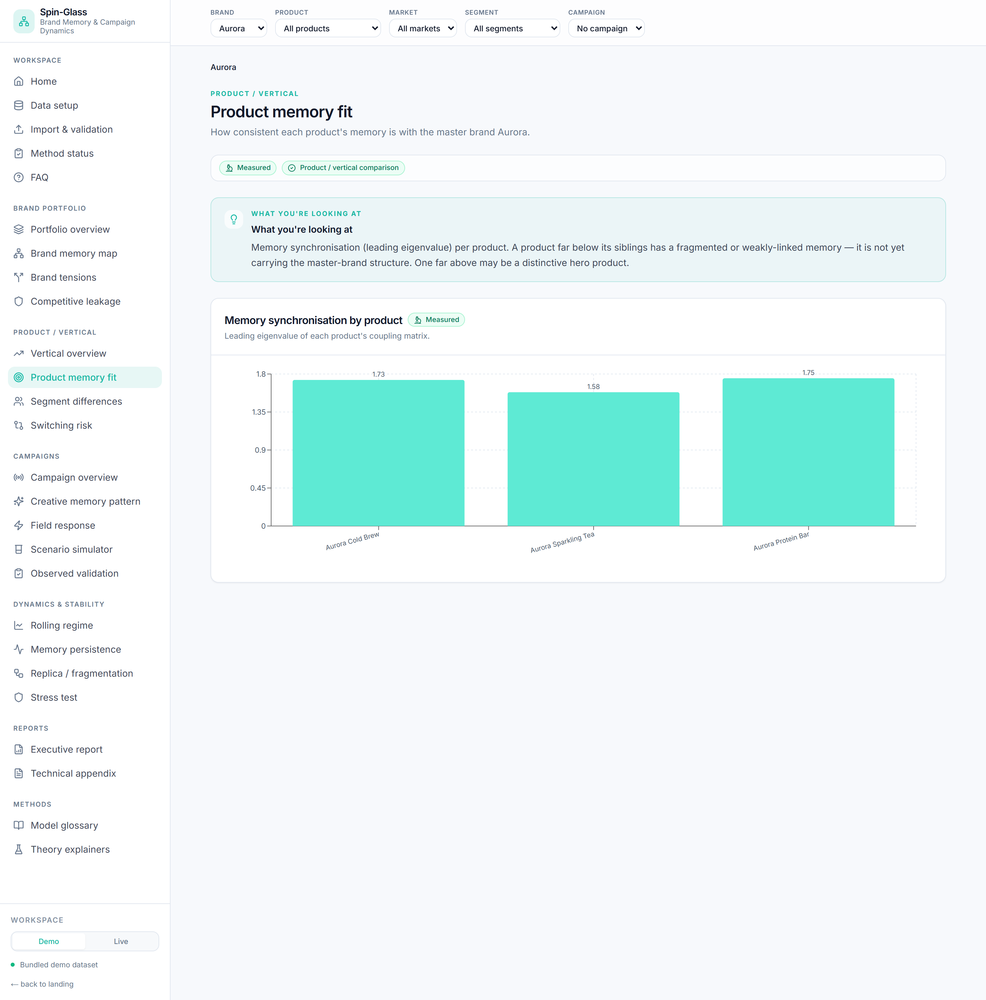 Spin-Glass
Brand Memory & Campaign
Dynamics
WORKSPACE
Home
Data setup
Import & validation
Method status
FAQ
BRAND PORTFOLIO
Portfolio overview
Brand memory map
Brand tensions
Competitive leakage
PRODUCT / VERTICAL
Vertical overview
Product memory fit
Segment differences
Switching risk
CAMPAIGNS
Campaign overview
Creative memory pattern
Field response
Scenario simulator
Observed validation
DYNAMICS & STABILITY
Rolling regime
Memory persistence
Replica / fragmentation
Stress test
REPORTS
Executive report
Technical appendix
METHODS
Model glossary
Theory explainers
WORKSPACE
Demo Live
Bundled demo dataset
← back to landing
BRAND PRODUCT MARKET SEGMENT CAMPAIGN
Aurora All products All markets All segments No campaign
Aurora
PRODUCT / VERTICAL
Product memory fit
How consistent each product's memory is with the master brand Aurora.
Measured Product / vertical comparison
WHAT YOU'RE LOOKING AT
What you're looking at
Memory synchronisation (leading eigenvalue) per product. A product far below its siblings has a fragmented or weakly-linked memory — it is not yet
carrying the master-brand structure. One far above may be a distinctive hero product.
Memory synchronisation by product Measured
Leading eigenvalue of each product's coupling matrix.
1.8
1.35
0.9
0.45
0
1.73
1.58
1.75
Aurora Cold Brew
Aurora Sparkling Tea
Aurora Protein Bar